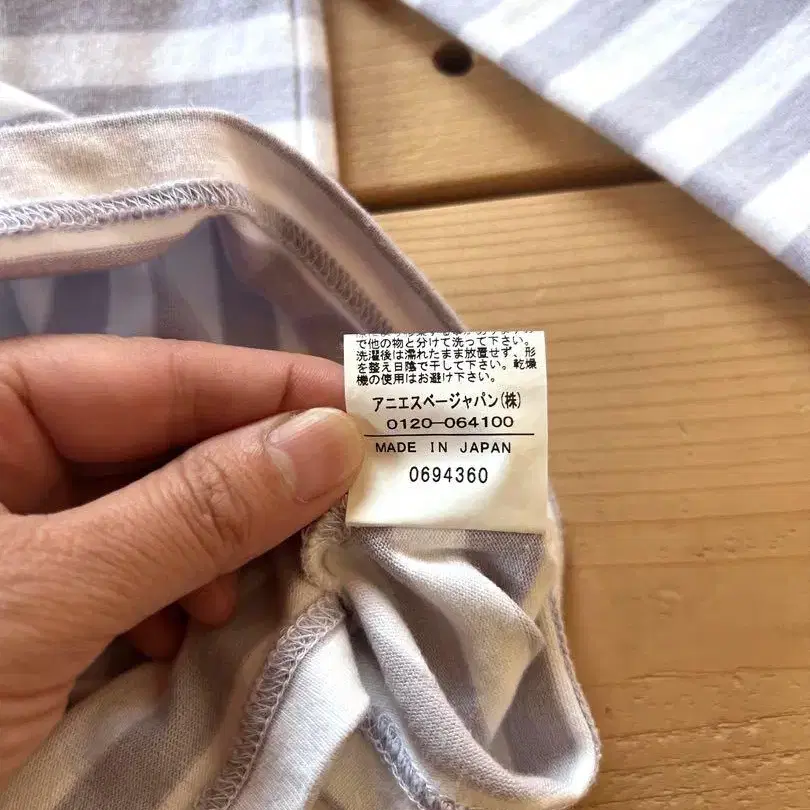 で他の物と分けて洗って下さい。
洗濯後は濡れたまま放置せず、形
を整え日陰で干して下さい。乾燥
機の使用はお避け下さい。
アニエスベージャパン(株)
0120-064100
MADE IN JAPAN
0694360